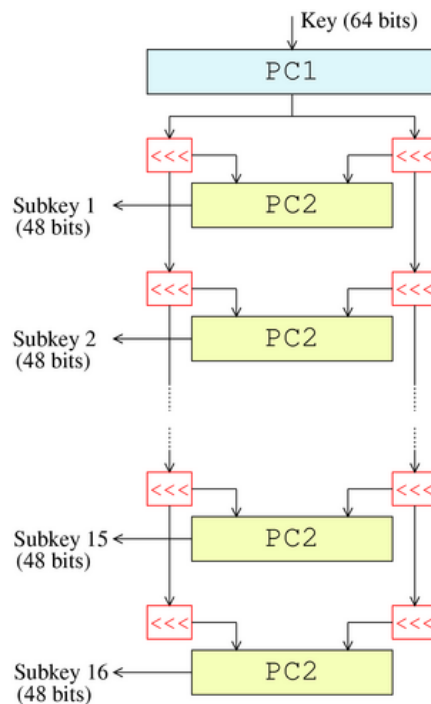 Key (64 bits)
PC1
<<< <<<
Subkey 1
(48 bits)
PC2
<<< <<<
Subkey 2
(48 bits)
PC2
<<< <<<
Subkey 15
(48 bits)
PC2
<<< <<<
Subkey 16
(48 bits)
PC2